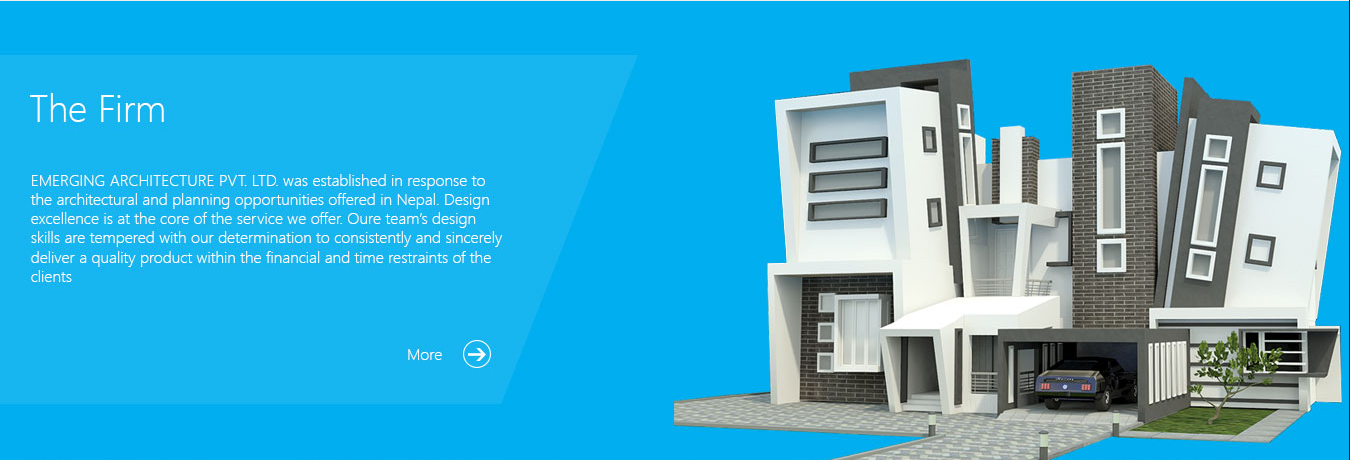 The Firm
EMERGING ARCHITECTURE PVT. LTD. was established in response to
the architectural and planning opportunities offered in Nepal. Design
excellence is at the core of the service we offer. Oure team's design
skills are tempered with our determination to consistently and sincerely
deliver a quality product within the financial and time restraints of the
clients
More